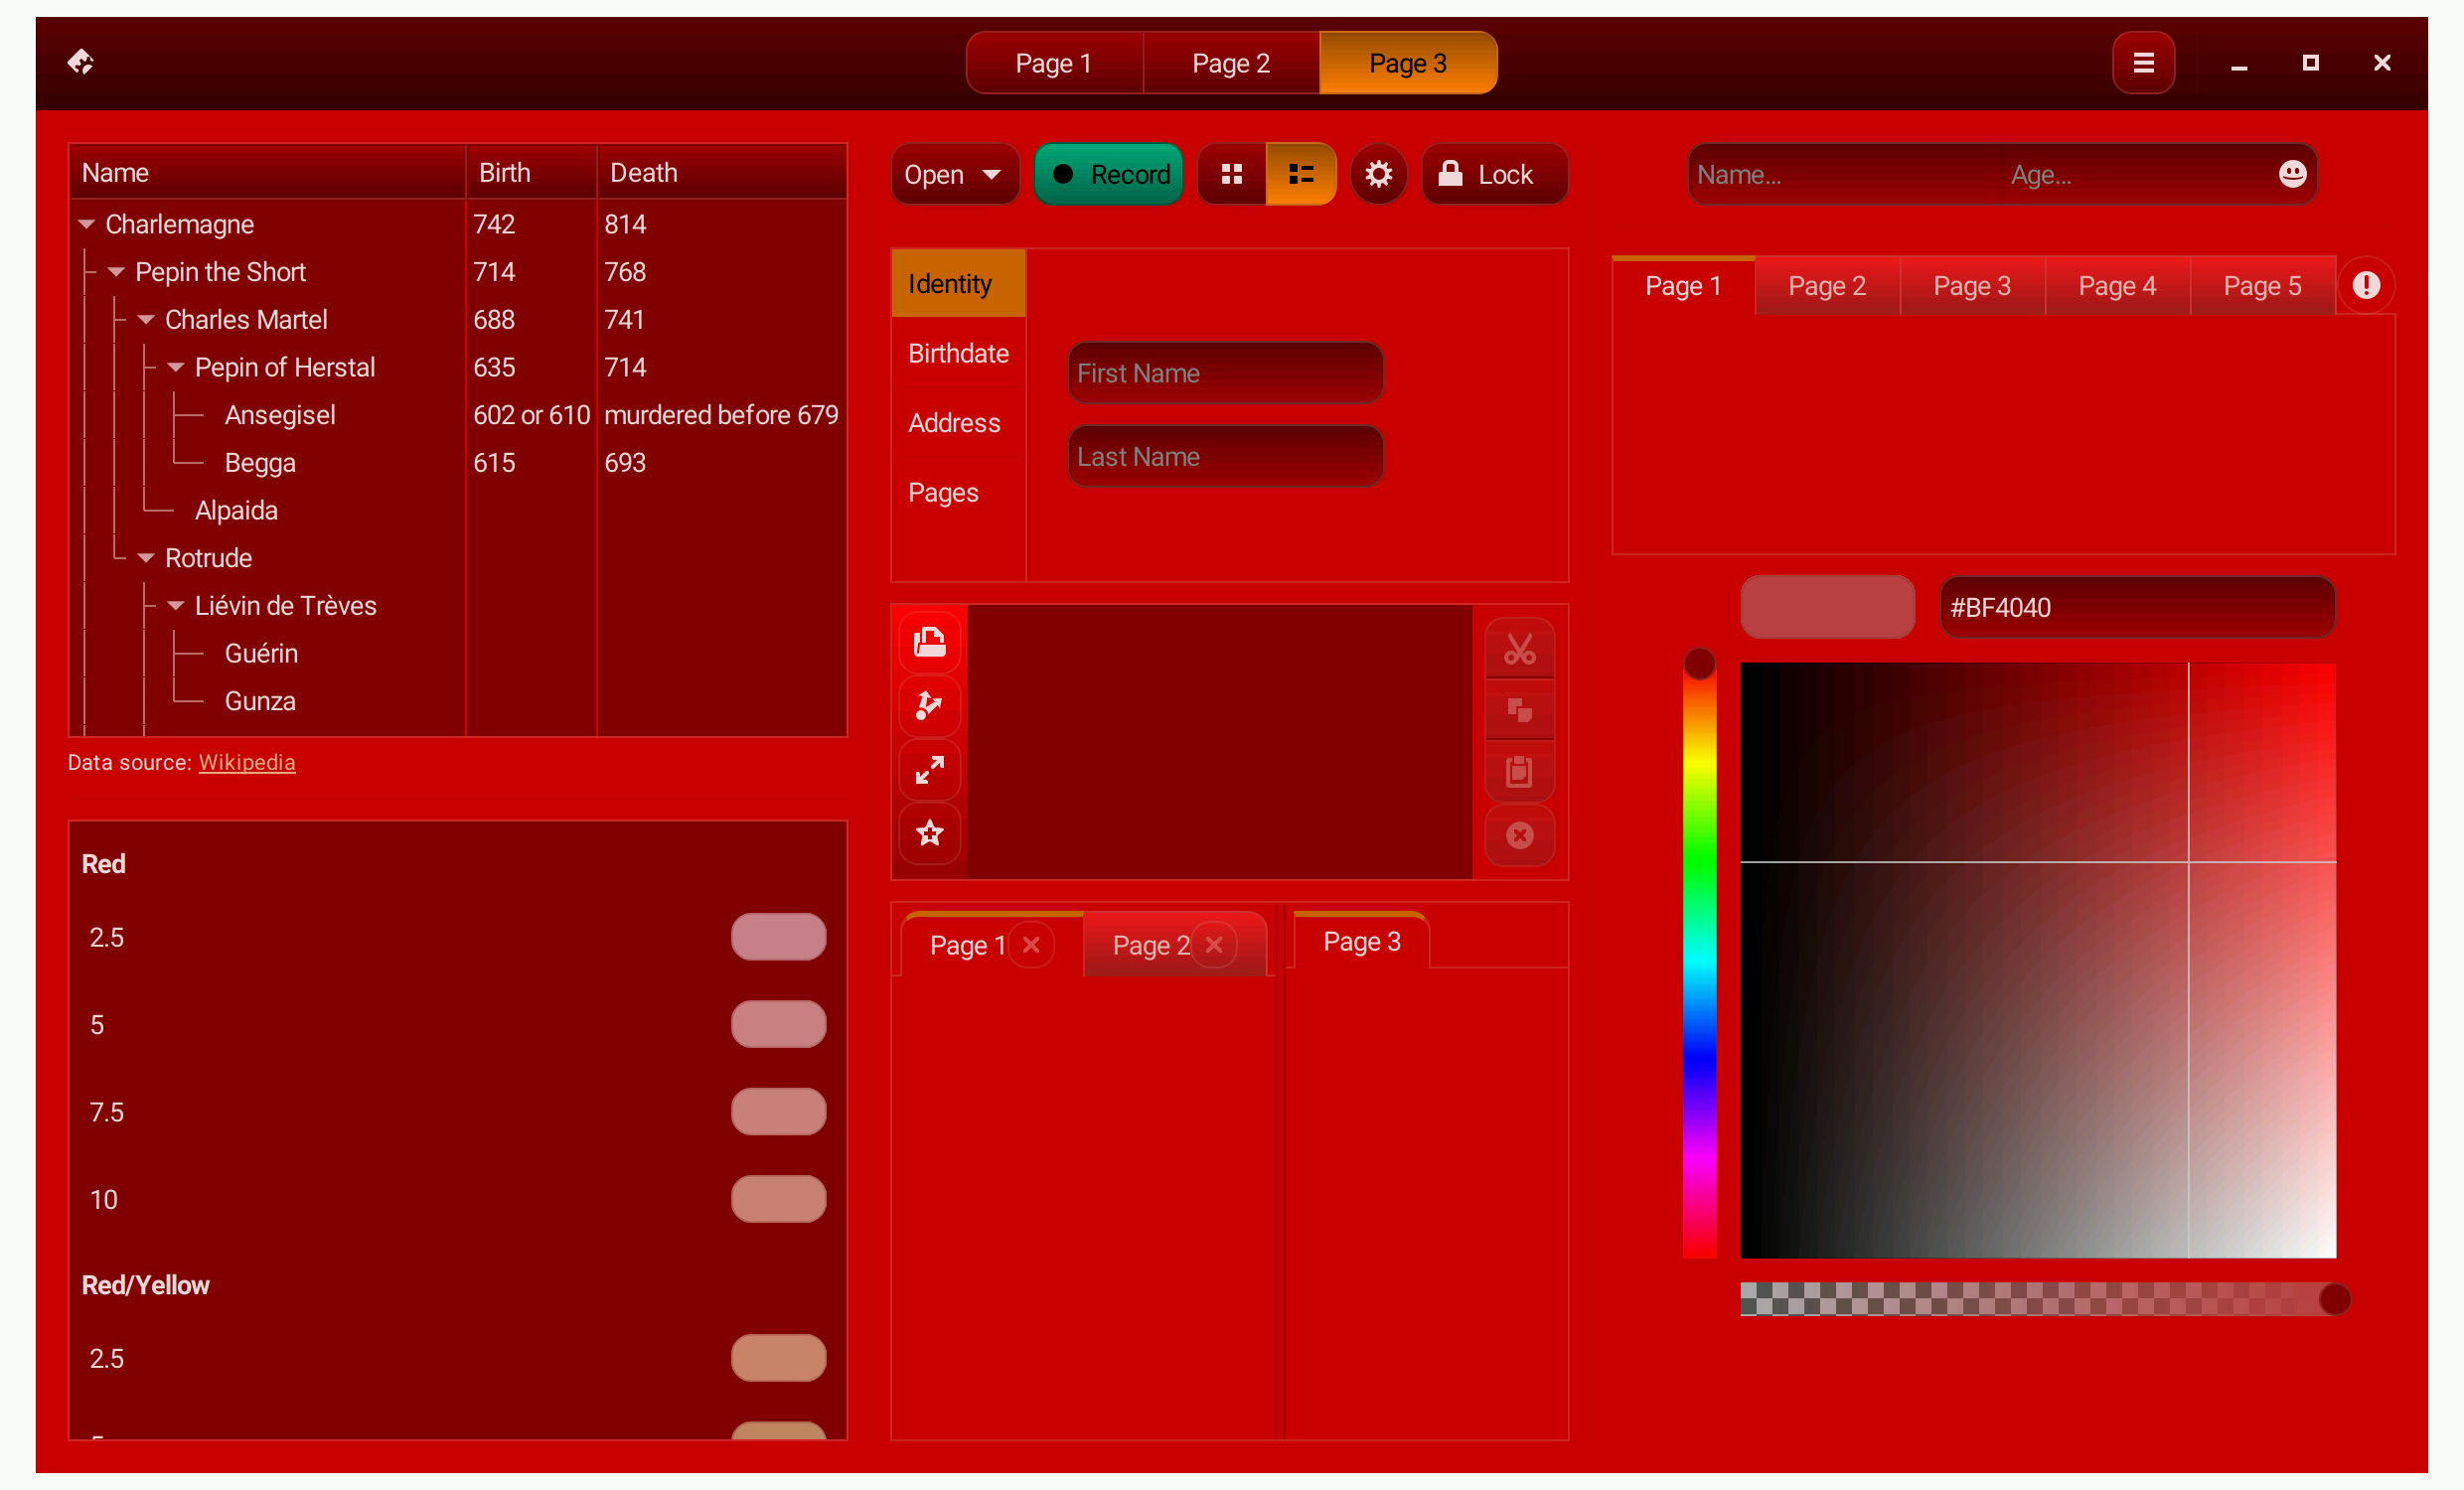 Page 1 Page 2 Page 3
Name Birth Death
Charlemagne 742 814
Pepin the Short 714 768
Charles Martel 688 741
Pepin of Herstal 635 714
Ansegisel 602 or 610 murdered before 679
Begga 615 693
Alpaida
Rotrude
Liévin de Trèves
Guérin
Gunza
Data source: Wikipedia
Red
2.5
5
7.5
10
Red/Yellow
2.5
Open Record Lock
Identity
Birthdate
Address
Pages
First Name
Last Name
Page 1 Page 2 Page 3
Name... Age...
Page 1 Page 2 Page 3 Page 4 Page 5
#BF4040